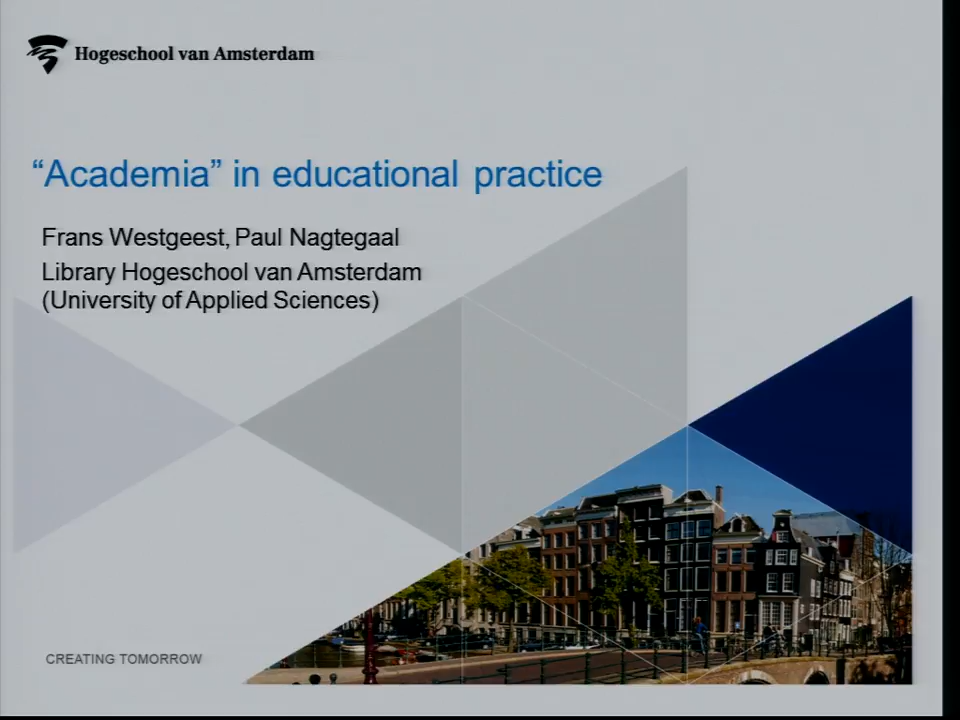 Hogeschool van Amsterdam
“Academia” in educational practice
Frans Westgeest, Paul Nagtegaal
Library Hogeschool van Amsterdam
(University of Applied Sciences)
CREATING TOMORROW